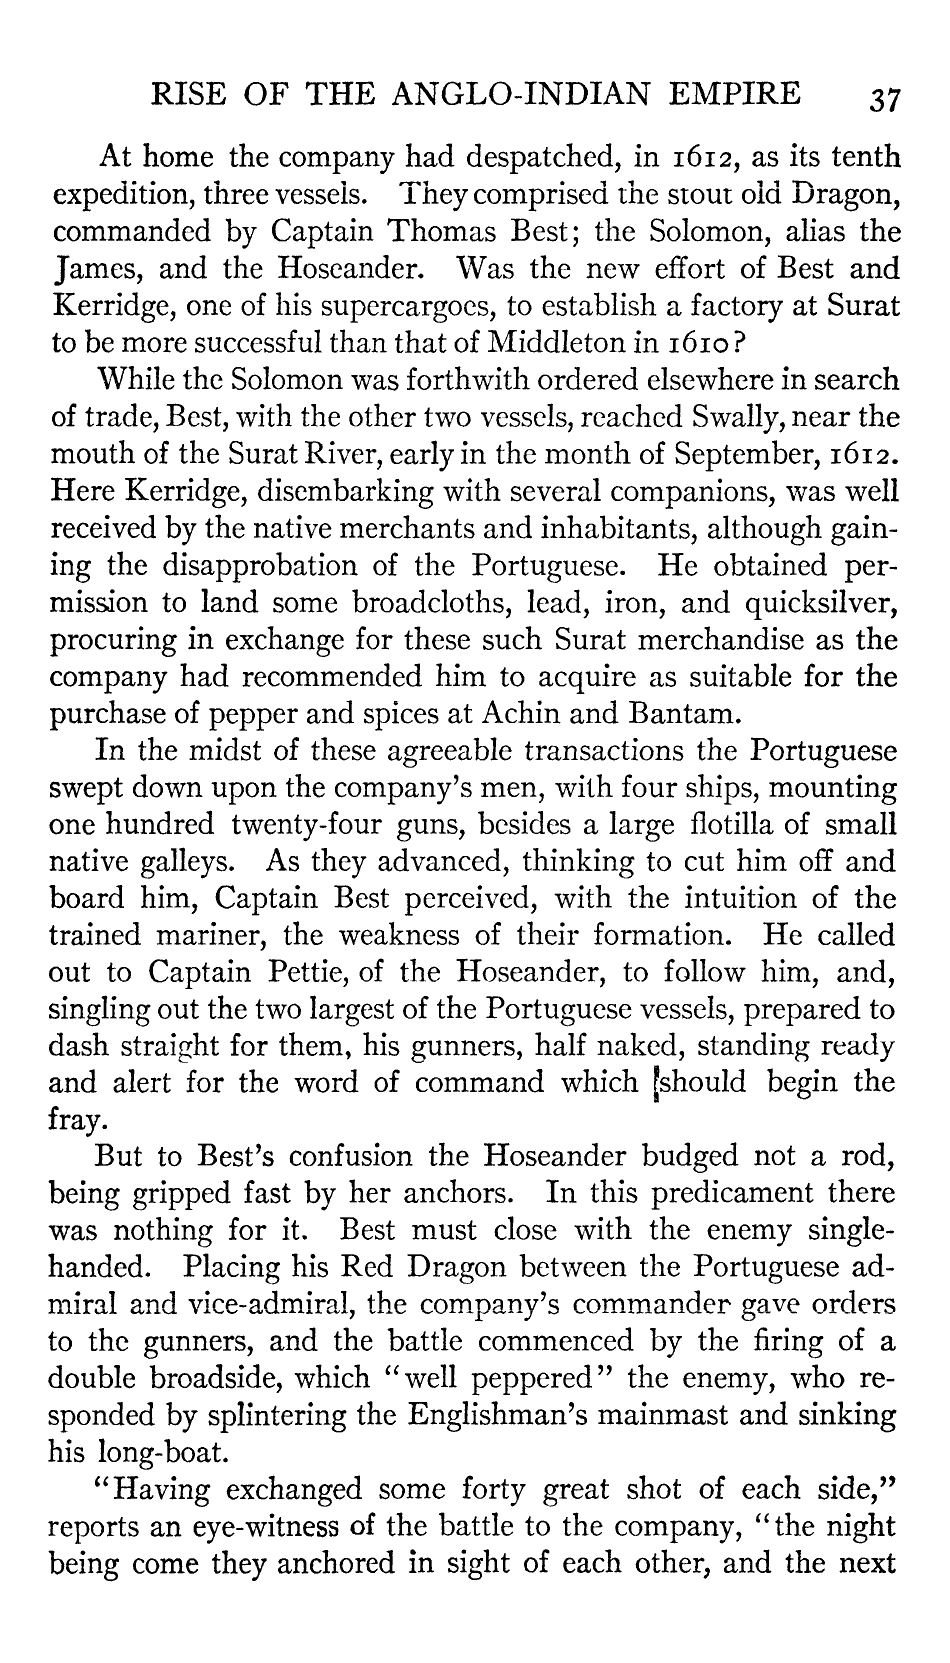 RISE OF THE ANGLO-INDIAN EMPIRE 37
At home the company had despatched, in 1612, as its tenth
expedition, three vessels. They comprised the stout old Dragon,
commanded by Captain Thomas Best; the Solomon, alias the
James, and the Hoseander. Was the new effort of Best and
Kerridge, one of his supercargoes, to establish a factory at Surat
to be more successful than that of Middleton in 1610?
While the Solomon was forthwith ordered elsewhere in search
of trade, Best, with the other two vessels, reached Swally, near the
mouth of the Surat River, early in the month of September, 1612.
Here Kerridge, disembarking with several companions, was well
received by the native merchants and inhabitants, although gain-
ing the disapprobation of the Portuguese. He obtained per-
mission to land some broadcloths, lead, iron, and quicksilver,
procuring in exchange for these such Surat merchandise as the
company had recommended him to acquire as suitable for the
purchase of pepper and spices at Achin and Bantam.
In the midst of these agreeable transactions the Portuguese
swept down upon the company's men, with four ships, mounting
one hundred twenty-four guns, besides a large flotilla of small
native galleys. As they advanced, thinking to cut him off and
board him, Captain Best perceived, with the intuition of the
trained mariner, the weakness of their formation. He called
out to Captain Pettie, of the Hoseander, to follow him, and,
singling out the two largest of the Portuguese vessels, prepared to
dash straight for them, his gunners, half naked, standing ready
and alert for the word of command which should begin the
fray.
But to Best's confusion the Hoseander budged not a rod,
being gripped fast by her anchors. In this predicament there
was nothing for it. Best must close with the enemy single-
handed. Placing his Red Dragon between the Portuguese ad-
miral and vice-admiral, the company's commander gave orders
to the gunners, and the battle commenced by the firing of a
double broadside, which "well peppered" the enemy, who re-
sponded by splintering the Englishman's mainmast and sinking
his long-boat.
"Having exchanged some forty great shot of each side,"
reports an eye-witness of the battle to the company, "the night
being come they anchored in sight of each other, and the next